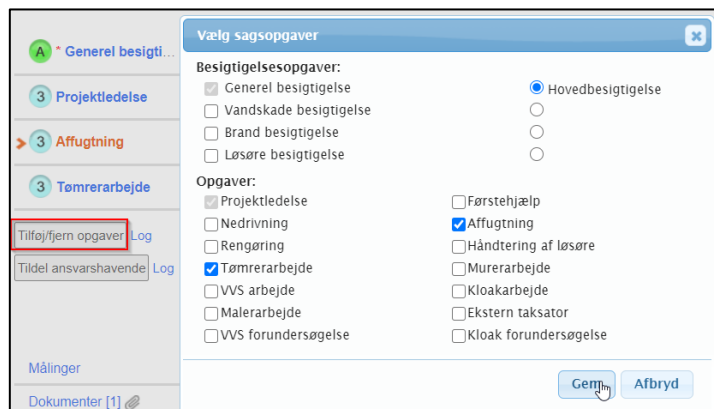 A * Generel besigti...
3 Projektledelse
3 Affugtning
3 Tømrerarbejde
Tilføj/fjern opgaver Log
Tildel ansvarshavende Log
Målinger
Dokumenter [1]
Vælg sagsopgaver
Besigtigelsesopgaver:
Generel besigtigelse Hovedbesigtigelse
Vandskade besigtigelse
Brand besigtigelse
Løsøre besigtigelse
Opgaver:
Projektledelse Førstehjælp
Nedrivning Affugtning
Rengøring Håndtering af løsøre
Tømrerarbejde Murerarbejde
VVS arbejde Kloakarbejde
Malerarbejde Ekstern taksator
VVS forundersøgelse Kloak forundersøgelse
Gem Afbryd